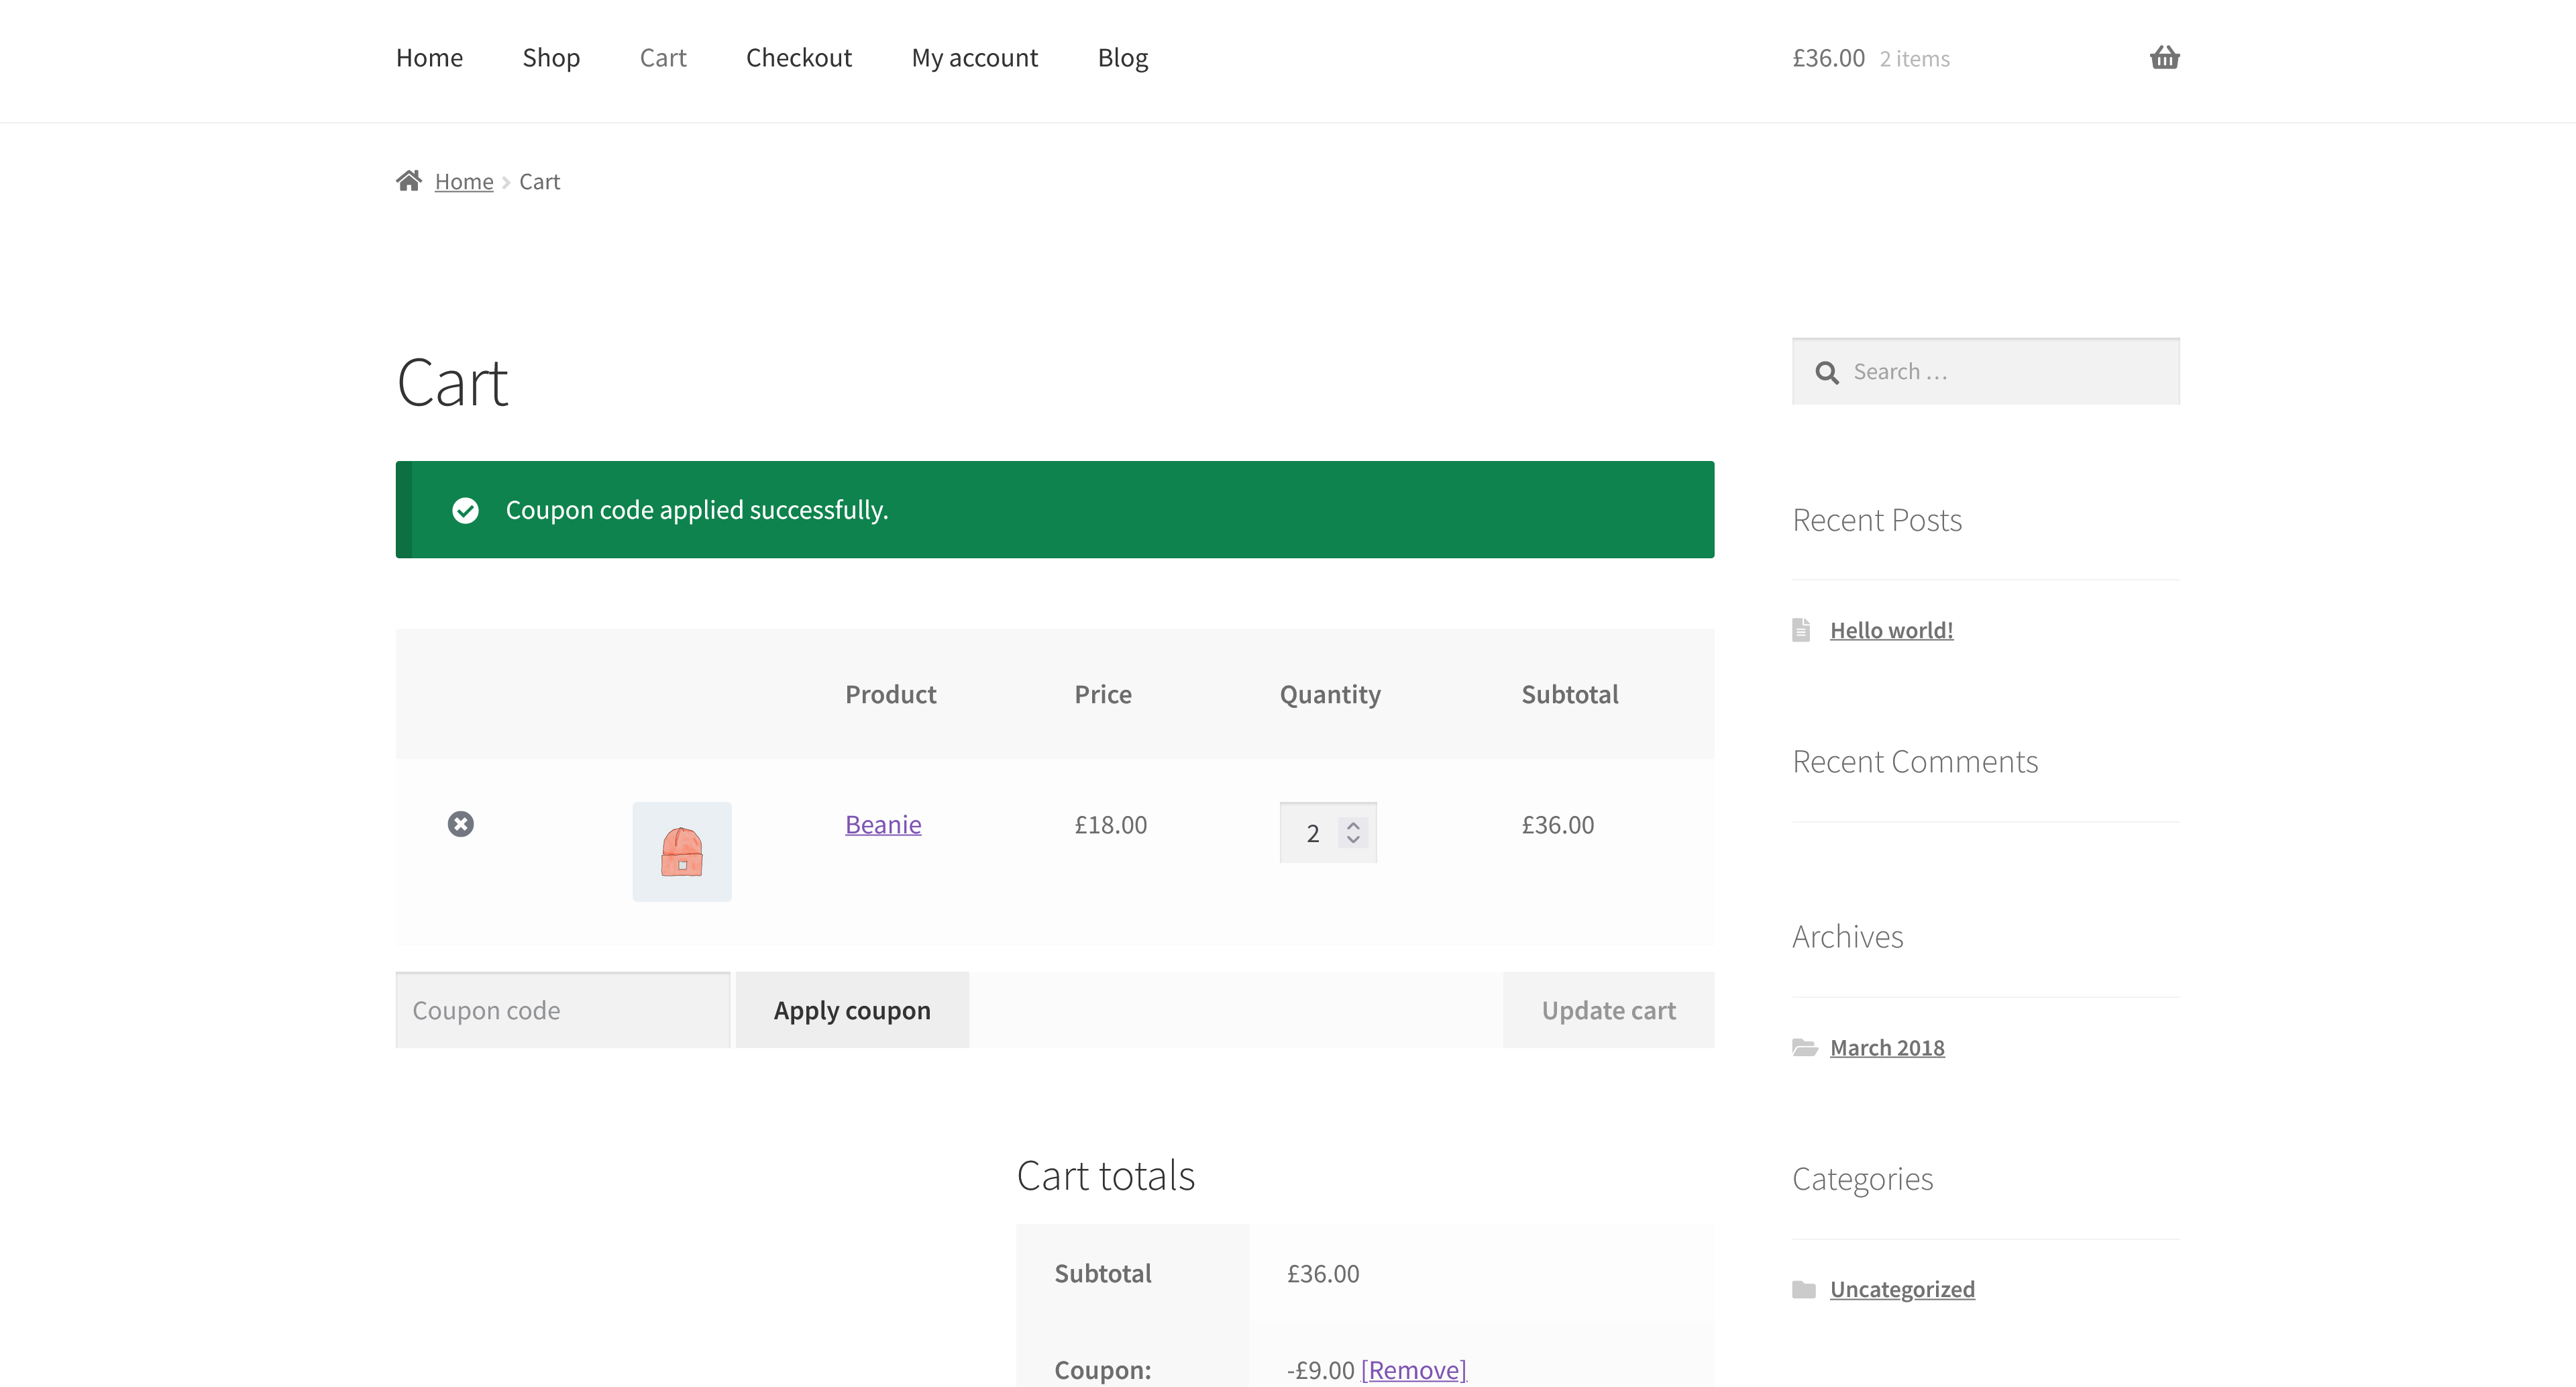 Home Shop Cart Checkout My account Blog £36.00 2 items
Home Cart
Cart
Coupon code applied successfully.
Product Price Quantity Subtotal
Beanie £18.00 2 £36.00
Coupon code Apply coupon Update cart
Cart totals
Subtotal £36.00
Coupon: -£9.00 [Remove]
Search …
Recent Posts
Hello world!
Recent Comments
Archives
March 2018
Categories
Uncategorized